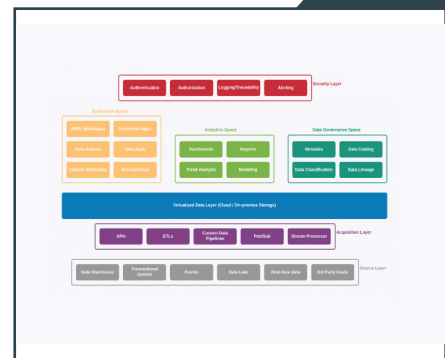 Security Layer
Authentication
Authorization
Logging/Traceability
Alerting
Application Space
AI/ML Workspace
Enterprise Apps
Data Science
Web Apps
Custom Databases
Microservices
Analytics Space
Dashboards
Reports
Trend Analysis
Modeling
Data Governance Space
Metadata
Data Catalog
Data Classification
Data Lineage
Virtualized Data Layer (Cloud / On-premise Storage)
Acquisition Layer
APIs
ETLs
Custom Data
Pipelines
Pub/Sub
Stream Processor
Source Layer
Data Warehouse
Transactional
System
Events
Data Lake
Real-time Data
3rd Party Feeds